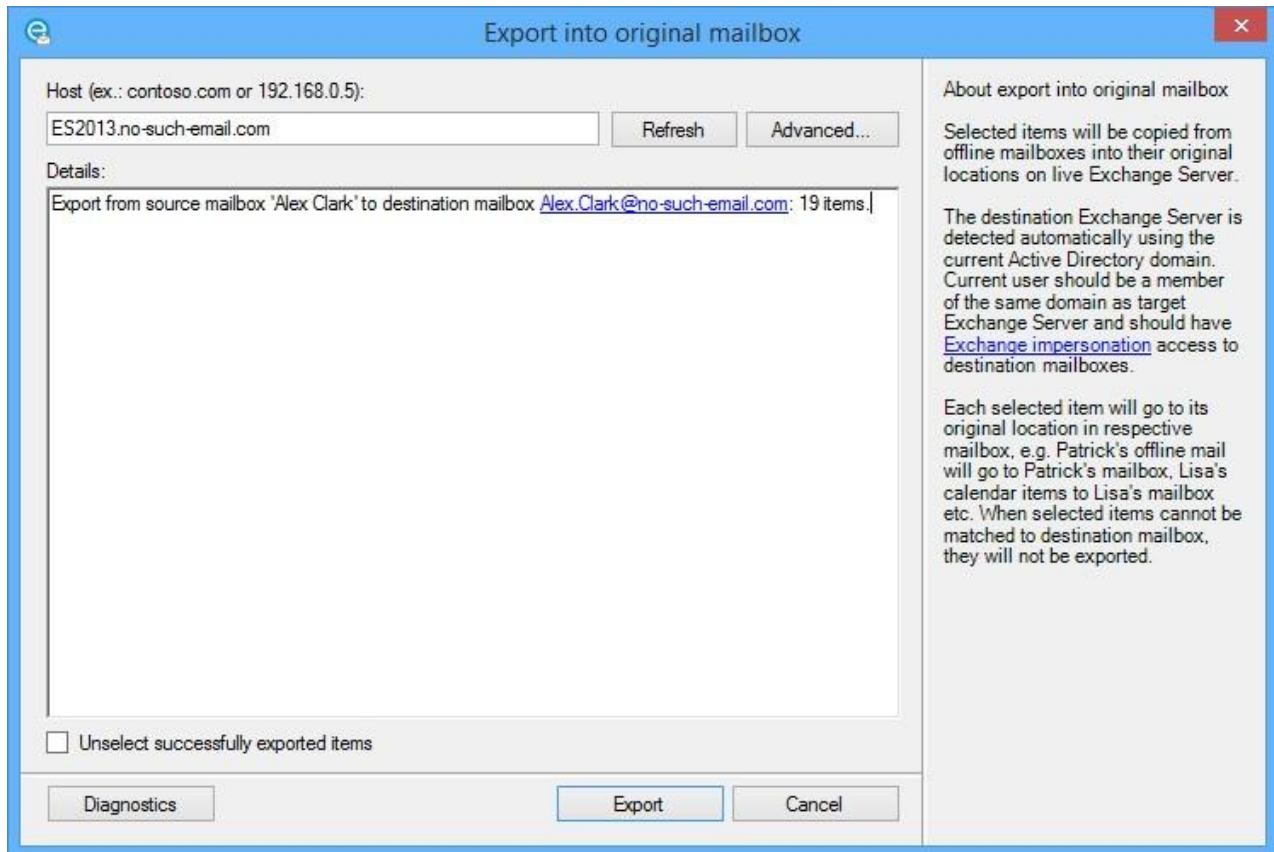 Export into original mailbox
Host (ex.: contoso.com or 192.168.0.5):
ES2013.no-such-email.com
Refresh
Advanced...
Details:
Export from source mailbox 'Alex Clark' to destination mailbox Alex.Clark@no-such-email.com: 19 items.
Unselect successfully exported items
Diagnostics
Export
Cancel
About export into original mailbox
Selected items will be copied from
offline mailboxes into their original
locations on live Exchange Server.
The destination Exchange Server is
detected automatically using the
current Active Directory domain.
Current user should be a member
of the same domain as target
Exchange Server and should have
Exchange impersonation access to
destination mailboxes.
Each selected item will go to its
original location in respective
mailbox, e.g. Patrick's offline mail
will go to Patrick's mailbox, Lisa's
calendar items to Lisa's mailbox
etc. When selected items cannot be
matched to destination mailbox,
they will not be exported.